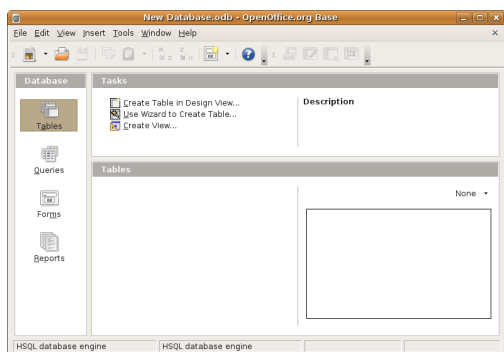 New Database.odb - OpenOffice.org Base
File Edit View Insert Tools Window Help
Database
Tasks
Tables
Queries
Forms
Reports
Create Table in Design View...
Use Wizard to Create Table...
Create View...
Description
Tables
None
HSQL database engine
HSQL database engine